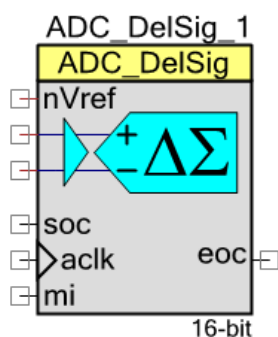 ADC_DelSig_1
ADC_DelSig
nVref
+
−
ΔΣ
soc
aclk
eoc
mi
16-bit